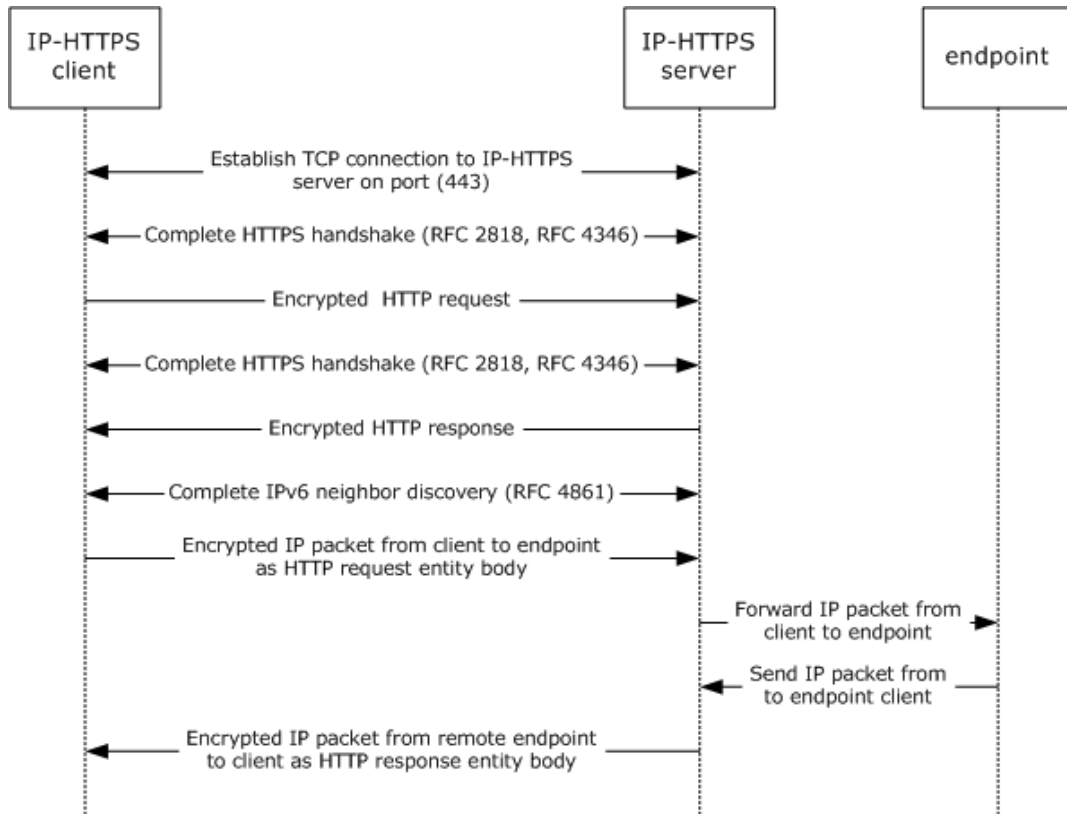 IP-HTTPS
client
IP-HTTPS
server
endpoint
Establish TCP connection to IP-HTTPS
server on port (443)
Complete HTTPS handshake (RFC 2818, RFC 4346)
Encrypted HTTP request
Complete HTTPS handshake (RFC 2818, RFC 4346)
Encrypted HTTP response
Complete IPv6 neighbor discovery (RFC 4861)
Encrypted IP packet from client to endpoint
as HTTP request entity body
Forward IP packet from
client to endpoint
Send IP packet from
to endpoint client
Encrypted IP packet from remote endpoint
to client as HTTP response entity body